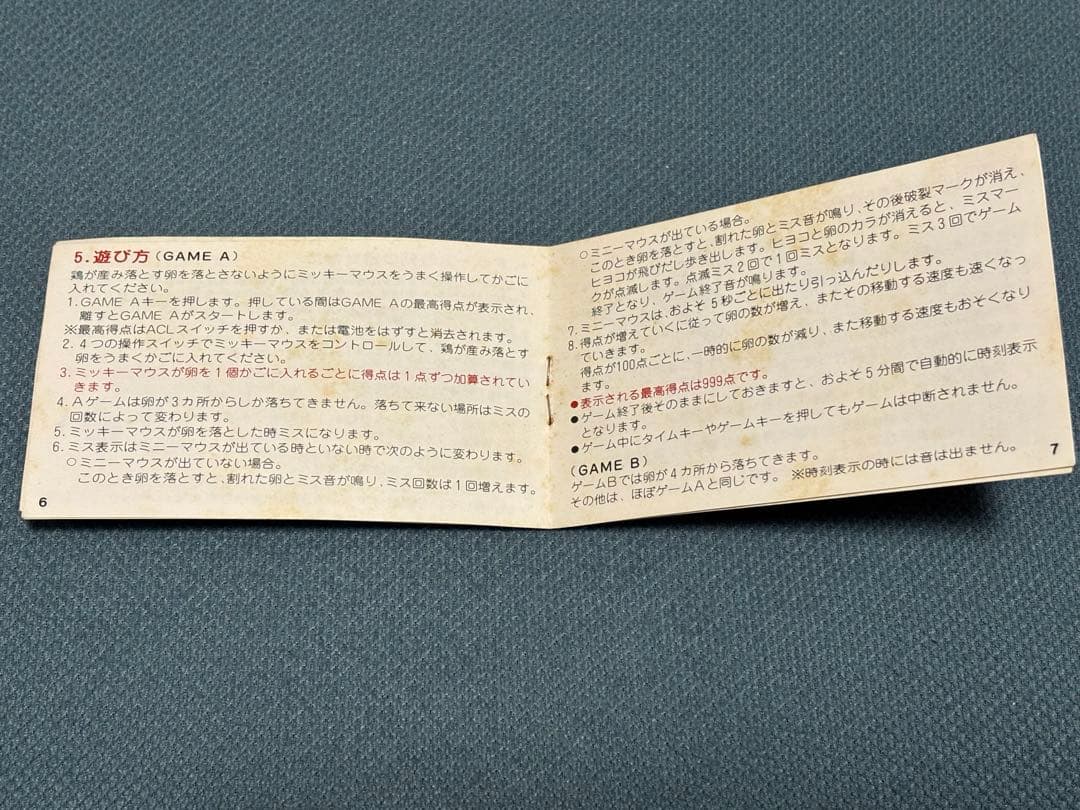 5.遊び方(GAME A)
鶏が産み落とす卵を落とさないようにミッキーマウスをうまく操作してかごに
入れてください。
1.GAME Aキーを押します。押している間はGAME Aの最高得点が表示され、
離すとGAME Aがスタートします。
※最高得点はACLスイッチを押すか、または電池をはずすと消去されます。
2.4つの操作スイッチでミッキーマウスをコントロールして、鶏が産み落とす
卵をうまくかごに入れてください。
3.ミッキーマウスが卵を1個かごに入れるごとに得点は1点ずつ加算されてい
きます。
4.Aゲームは卵が3カ所からしか落ちてきません。落ちて来ない場所はミスの
回数によって変わります。
5.ミッキーマウスが卵を落とした時ミスになります。
6.ミス表示はミニーマウスが出ている時といない時で次のように変わります。
○ミニーマウスが出ていない場合。
このとき卵を落とすと、割れた卵とミス音が鳴り、ミス回数は1回増えます。
6
○ミニーマウスが出ている場合。
このとき卵を落とすと、割れた卵とミス音が鳴り、その後破裂マークが消え、
ヒヨコが飛びだし歩き出します。ヒヨコと卵のカラが消えると、ミスマー
クが点滅します。点滅ミス2回で1回ミスとなります。ミス3回でゲーム
終了となり、ゲーム終了音が鳴ります。
7.ミニーマウスは、およそ5秒ごとに出たり引っ込んだりします。
8.得点が増えていくに従って卵の数が増え、またその移動する速度も速くなっ
ていきます。
得点が100点ごとに、一時的に卵の数が減り、また移動する速度もおそくなり
ます。
●表示される最高得点は999点です。
●ゲーム終了後そのままにしておきますと、およそ5分間で自動的に時刻表示
となります。
●ゲーム中にタイムキーやゲームキーを押してもゲームは中断されません。
(GAME B)
ゲームBでは卵が4カ所から落ちてきます。
その他は、ほぼゲームAと同じです。 ※時刻表示の時には音は出ません。
7